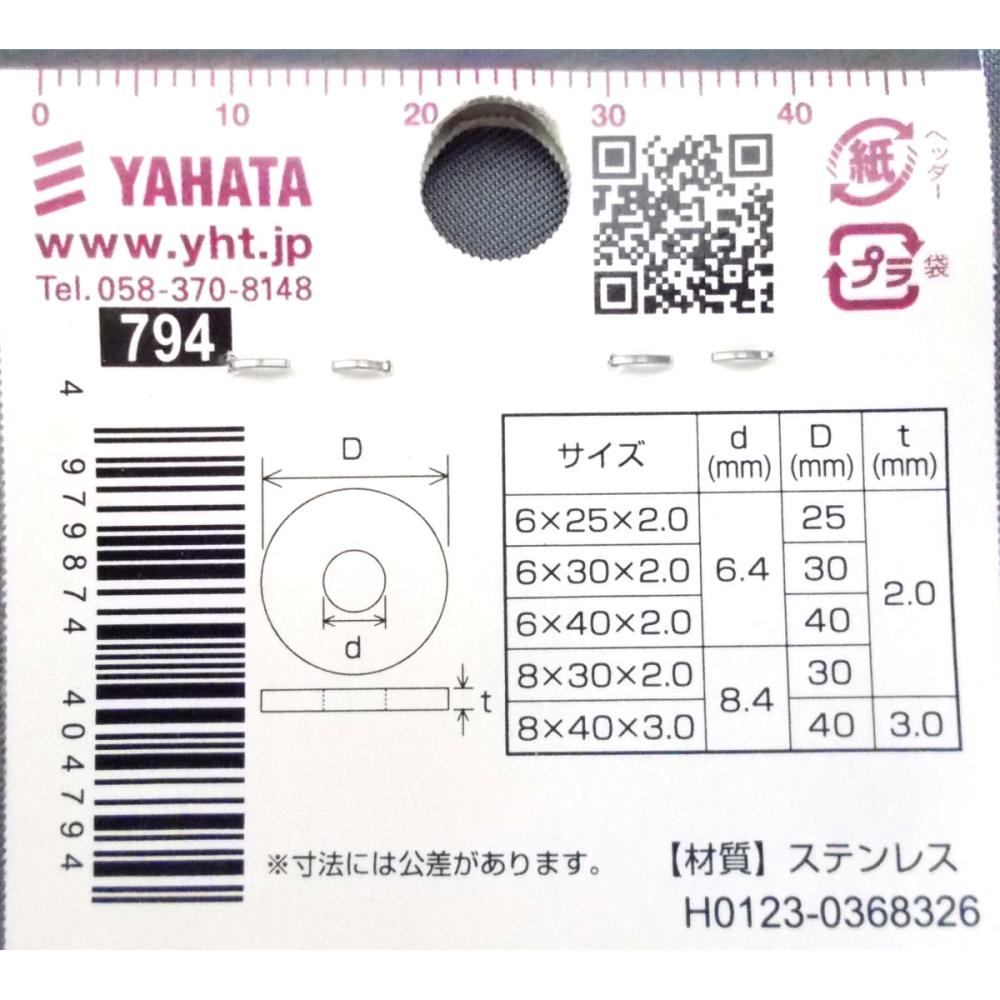 0 10 20 30 40
YAHATA
www.yht.jp
Tel. 058-370-8148
紙
ヘッダー
プラ
袋
794
4 979874 404794
D
d
t
サイズ d (mm) D (mm) t (mm)
6×25×2.0 6.4 25 2.0
6×30×2.0 30
6×40×2.0 40
8×30×2.0 8.4 30
8×40×3.0 40 3.0
※寸法には公差があります。
【材質】ステンレス
H0123-0368326